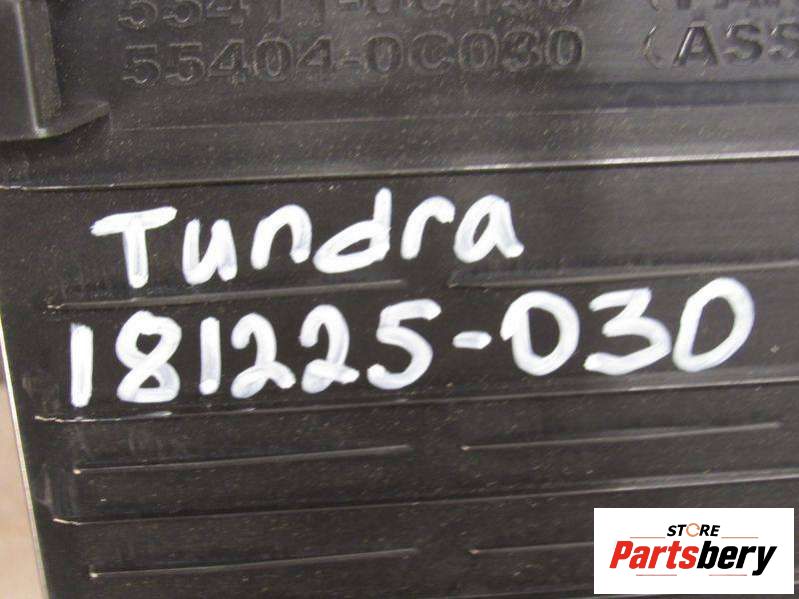 55404-0C030 (ASS
Tundra
181225-030
STORE
Partsbery